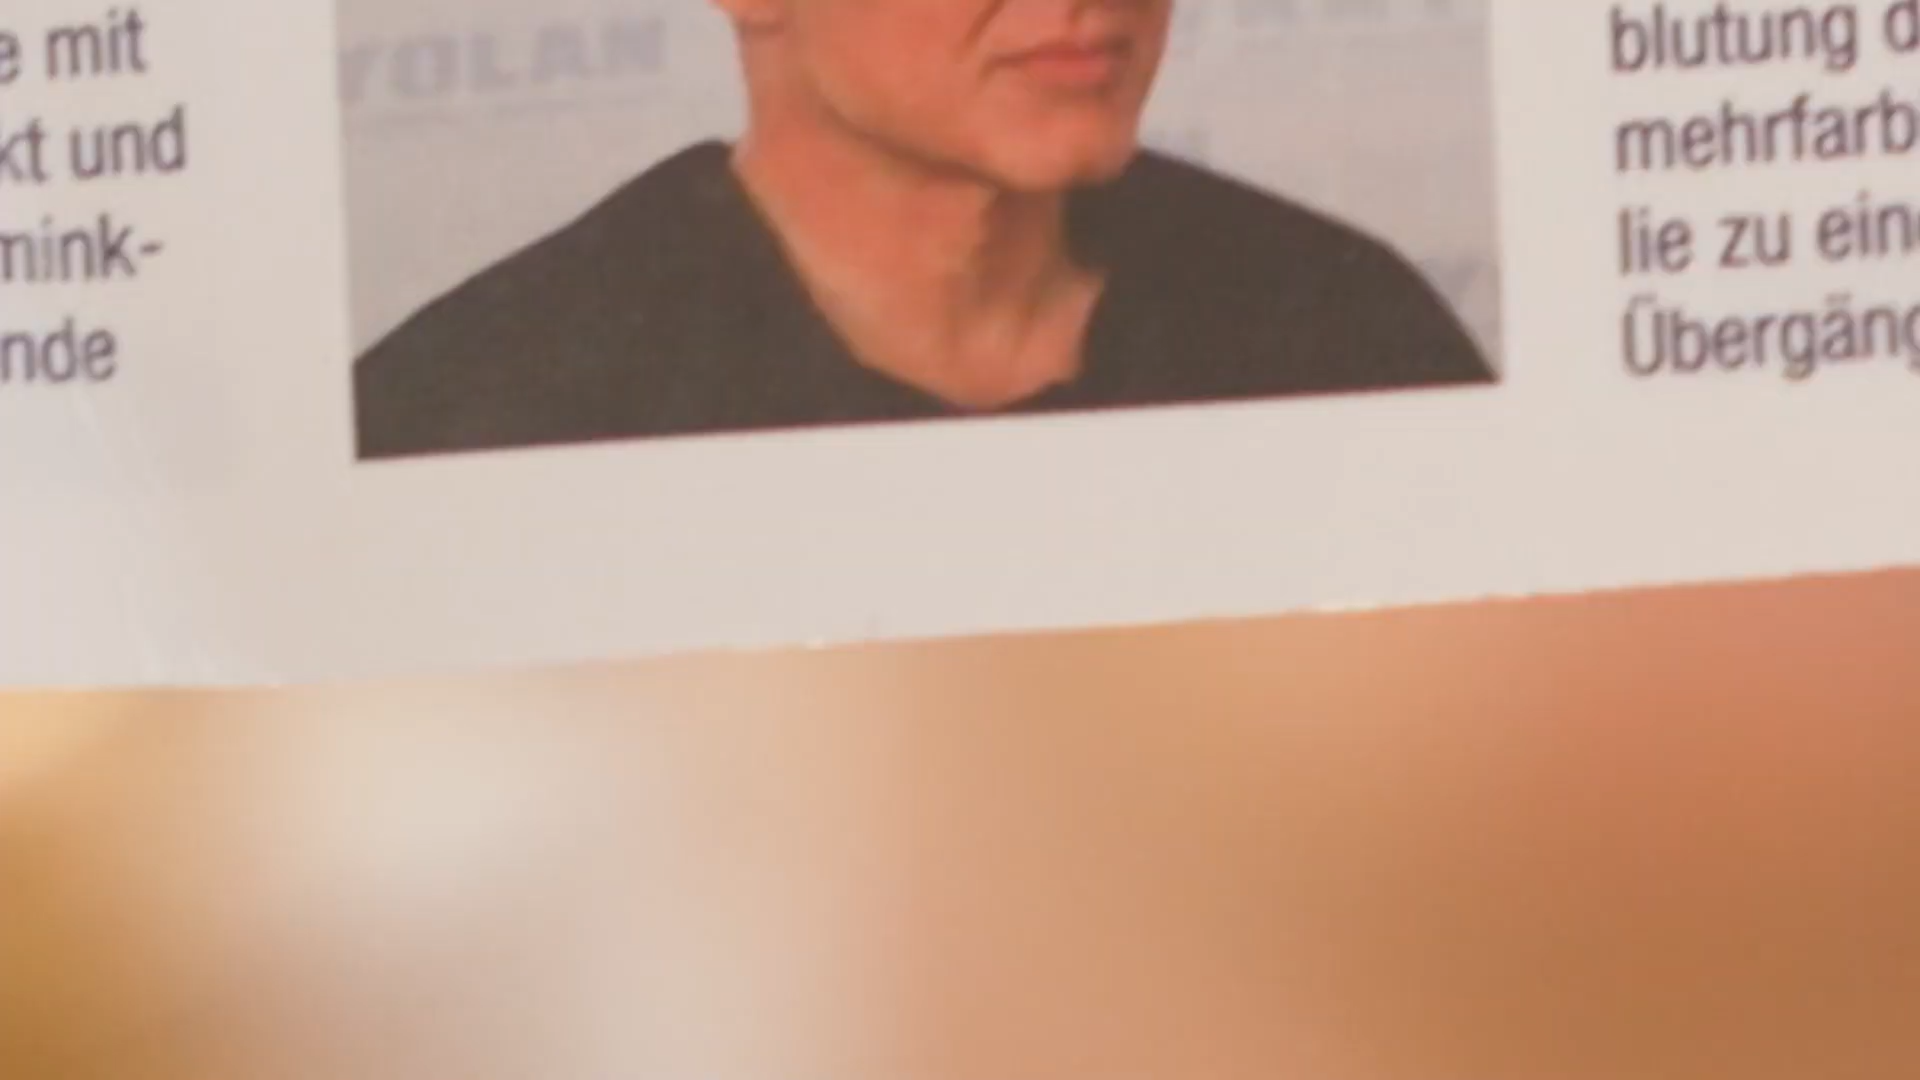 e mit
kt und
mink-
nde
YOLAN
blutung d
mehrfarb
lie zu ein
Übergäng